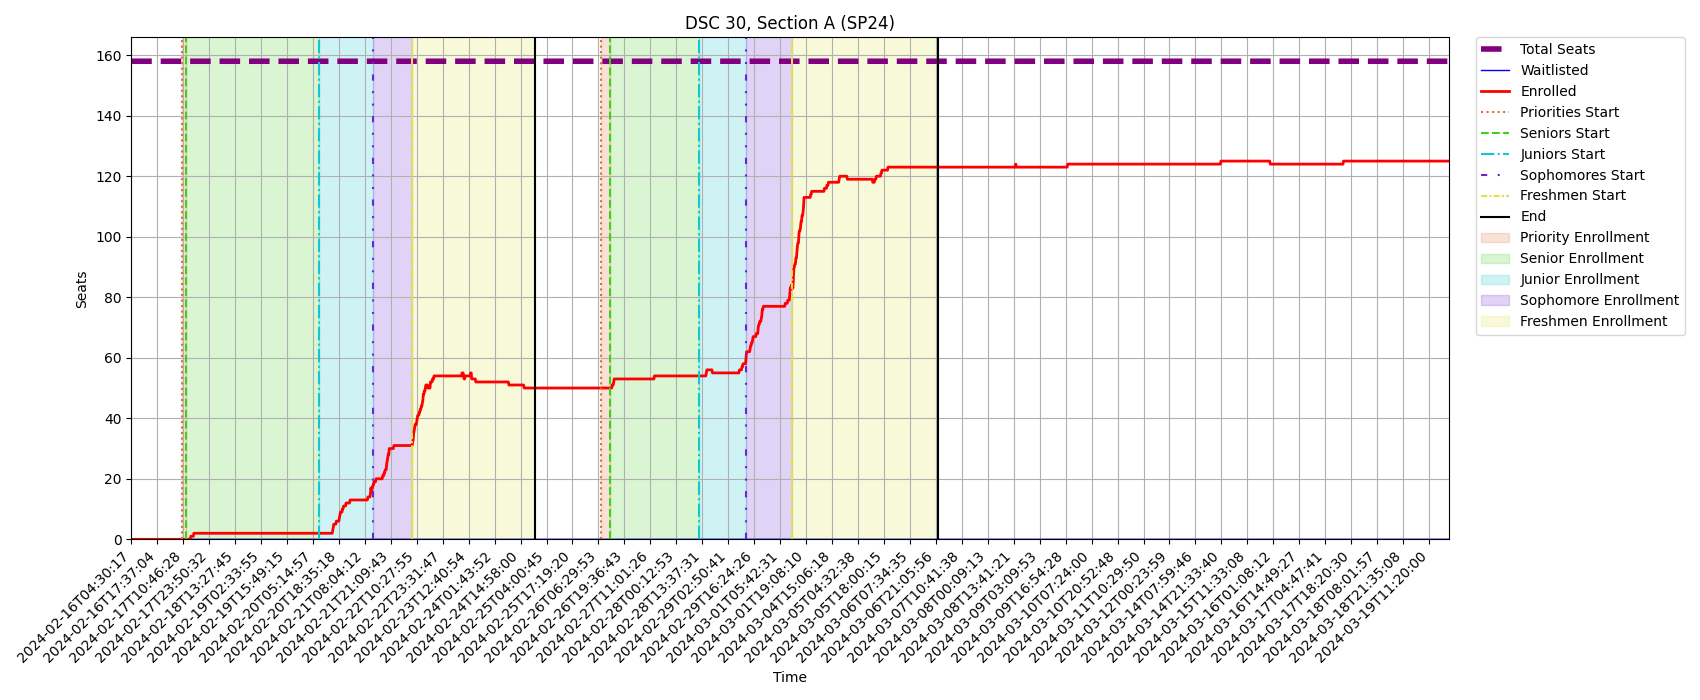 DSC 30, Section A (SP24)
Seats
160
140
120
100
80
60
40
20
0
2024-02-16T04:30:17
2024-02-16T17:37:04
2024-02-17T10:46:28
2024-02-17T23:50:32
2024-02-18T13:27:45
2024-02-19T02:33:55
2024-02-19T15:49:15
2024-02-20T05:14:57
2024-02-20T18:35:18
2024-02-21T08:04:12
2024-02-21T21:09:43
2024-02-22T10:27:55
2024-02-22T23:31:47
2024-02-23T12:40:54
2024-02-24T01:43:52
2024-02-24T14:58:00
2024-02-25T04:00:45
2024-02-25T17:19:20
2024-02-26T06:29:53
2024-02-26T19:36:43
2024-02-27T11:01:26
2024-02-28T00:12:53
2024-02-28T13:37:31
2024-02-29T02:50:41
2024-02-29T16:24:26
2024-03-01T05:42:31
2024-03-01T19:08:10
2024-03-04T15:06:18
2024-03-05T04:32:38
2024-03-05T18:00:15
2024-03-06T07:34:35
2024-03-06T21:05:56
2024-03-07T10:41:38
2024-03-08T00:09:13
2024-03-08T13:41:21
2024-03-09T03:09:53
2024-03-09T16:54:28
2024-03-10T07:24:00
2024-03-10T20:52:48
2024-03-11T10:29:50
2024-03-12T00:23:59
2024-03-14T07:59:46
2024-03-14T21:33:40
2024-03-15T11:33:08
2024-03-16T01:08:12
2024-03-16T14:49:27
2024-03-17T04:47:41
2024-03-17T18:20:30
2024-03-18T08:01:57
2024-03-18T21:35:08
2024-03-19T11:20:00
Time
Total Seats
Waitlisted
Enrolled
Priorities Start
Seniors Start
Juniors Start
Sophomores Start
Freshmen Start
End
Priority Enrollment
Senior Enrollment
Junior Enrollment
Sophomore Enrollment
Freshmen Enrollment